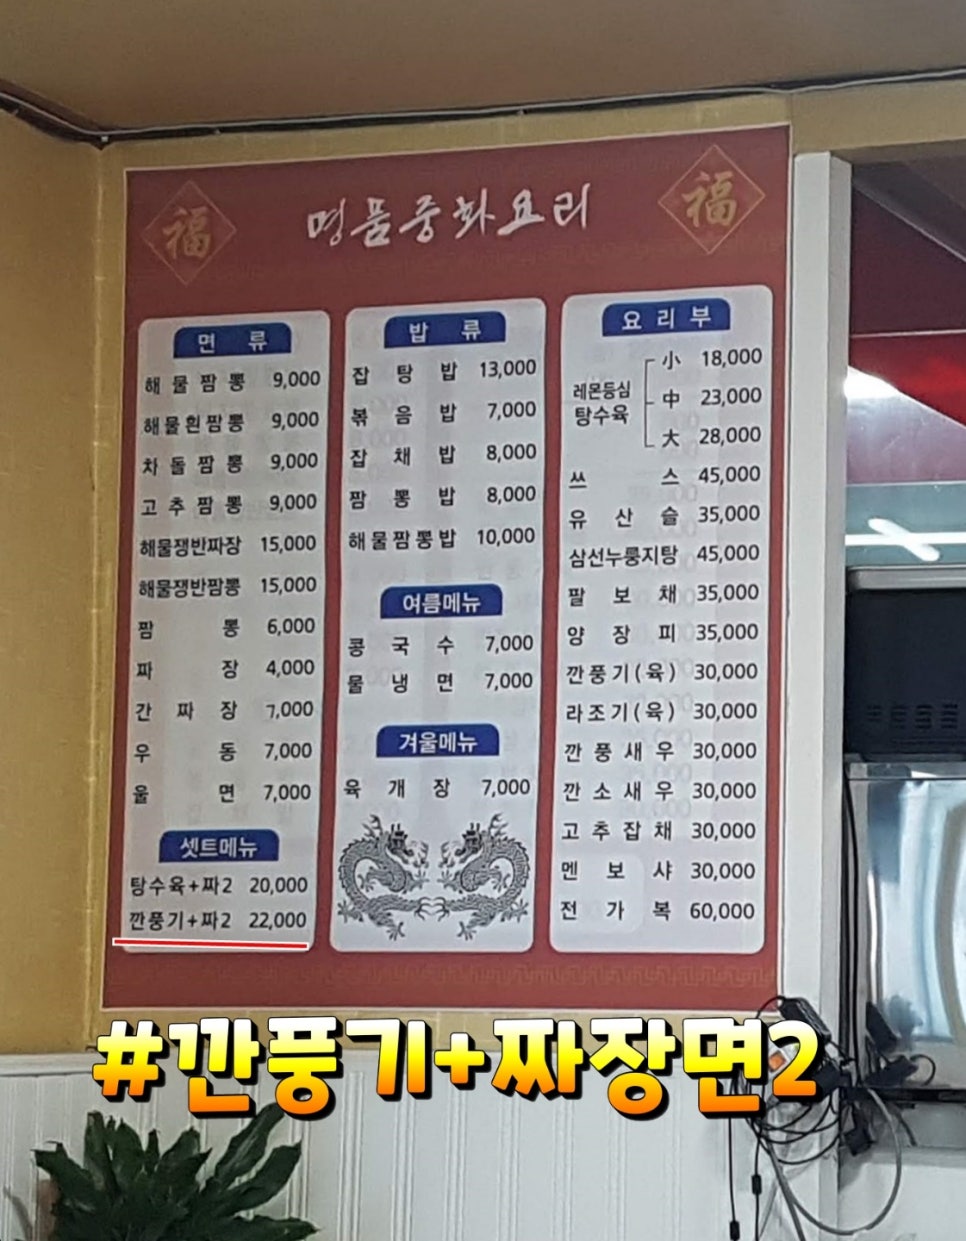 福
명품중화요리
福
면 류
해물짬뽕 9,000
해물흰짬뽕 9,000
차돌짬뽕 9,000
고추짬뽕 9,000
해물쟁반짜장 15,000
해물쟁반짬뽕 15,000
짬 뽕 6,000
짜 장 4,000
간 짜 장 7,000
우 동 7,000
울 면 7,000
셋트메뉴
탕수육+짜2 20,000
깐풍기+짜2 22,000
밥 류
잡 탕 밥 13,000
볶 음 밥 7,000
잡 채 밥 8,000
짬 뽕 밥 8,000
해물짬뽕밥 10,000
여름메뉴
콩 국 수 7,000
물 냉 면 7,000
겨울메뉴
육 개 장 7,000
요 리 부
레몬등심
탕수육
小 18,000
中 23,000
大 28,000
쓰 스 45,000
유 산 슬 35,000
삼선누룽지탕 45,000
팔 보 채 35,000
양 장 피 35,000
깐풍기(육) 30,000
라조기(육) 30,000
깐풍새우 30,000
깐소새우 30,000
고추잡채 30,000
멘 보 샤 30,000
전 가 복 60,000
#깐풍기+짜장면2